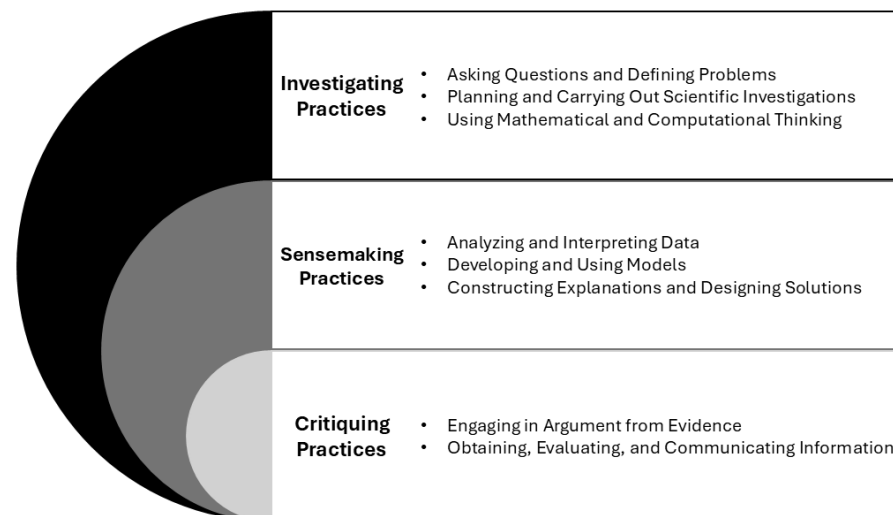 Investigating
Practices
• Asking Questions and Defining Problems
• Planning and Carrying Out Scientific Investigations
• Using Mathematical and Computational Thinking
Sensemaking
Practices
• Analyzing and Interpreting Data
• Developing and Using Models
• Constructing Explanations and Designing Solutions
Critiquing
Practices
• Engaging in Argument from Evidence
• Obtaining, Evaluating, and Communicating Information